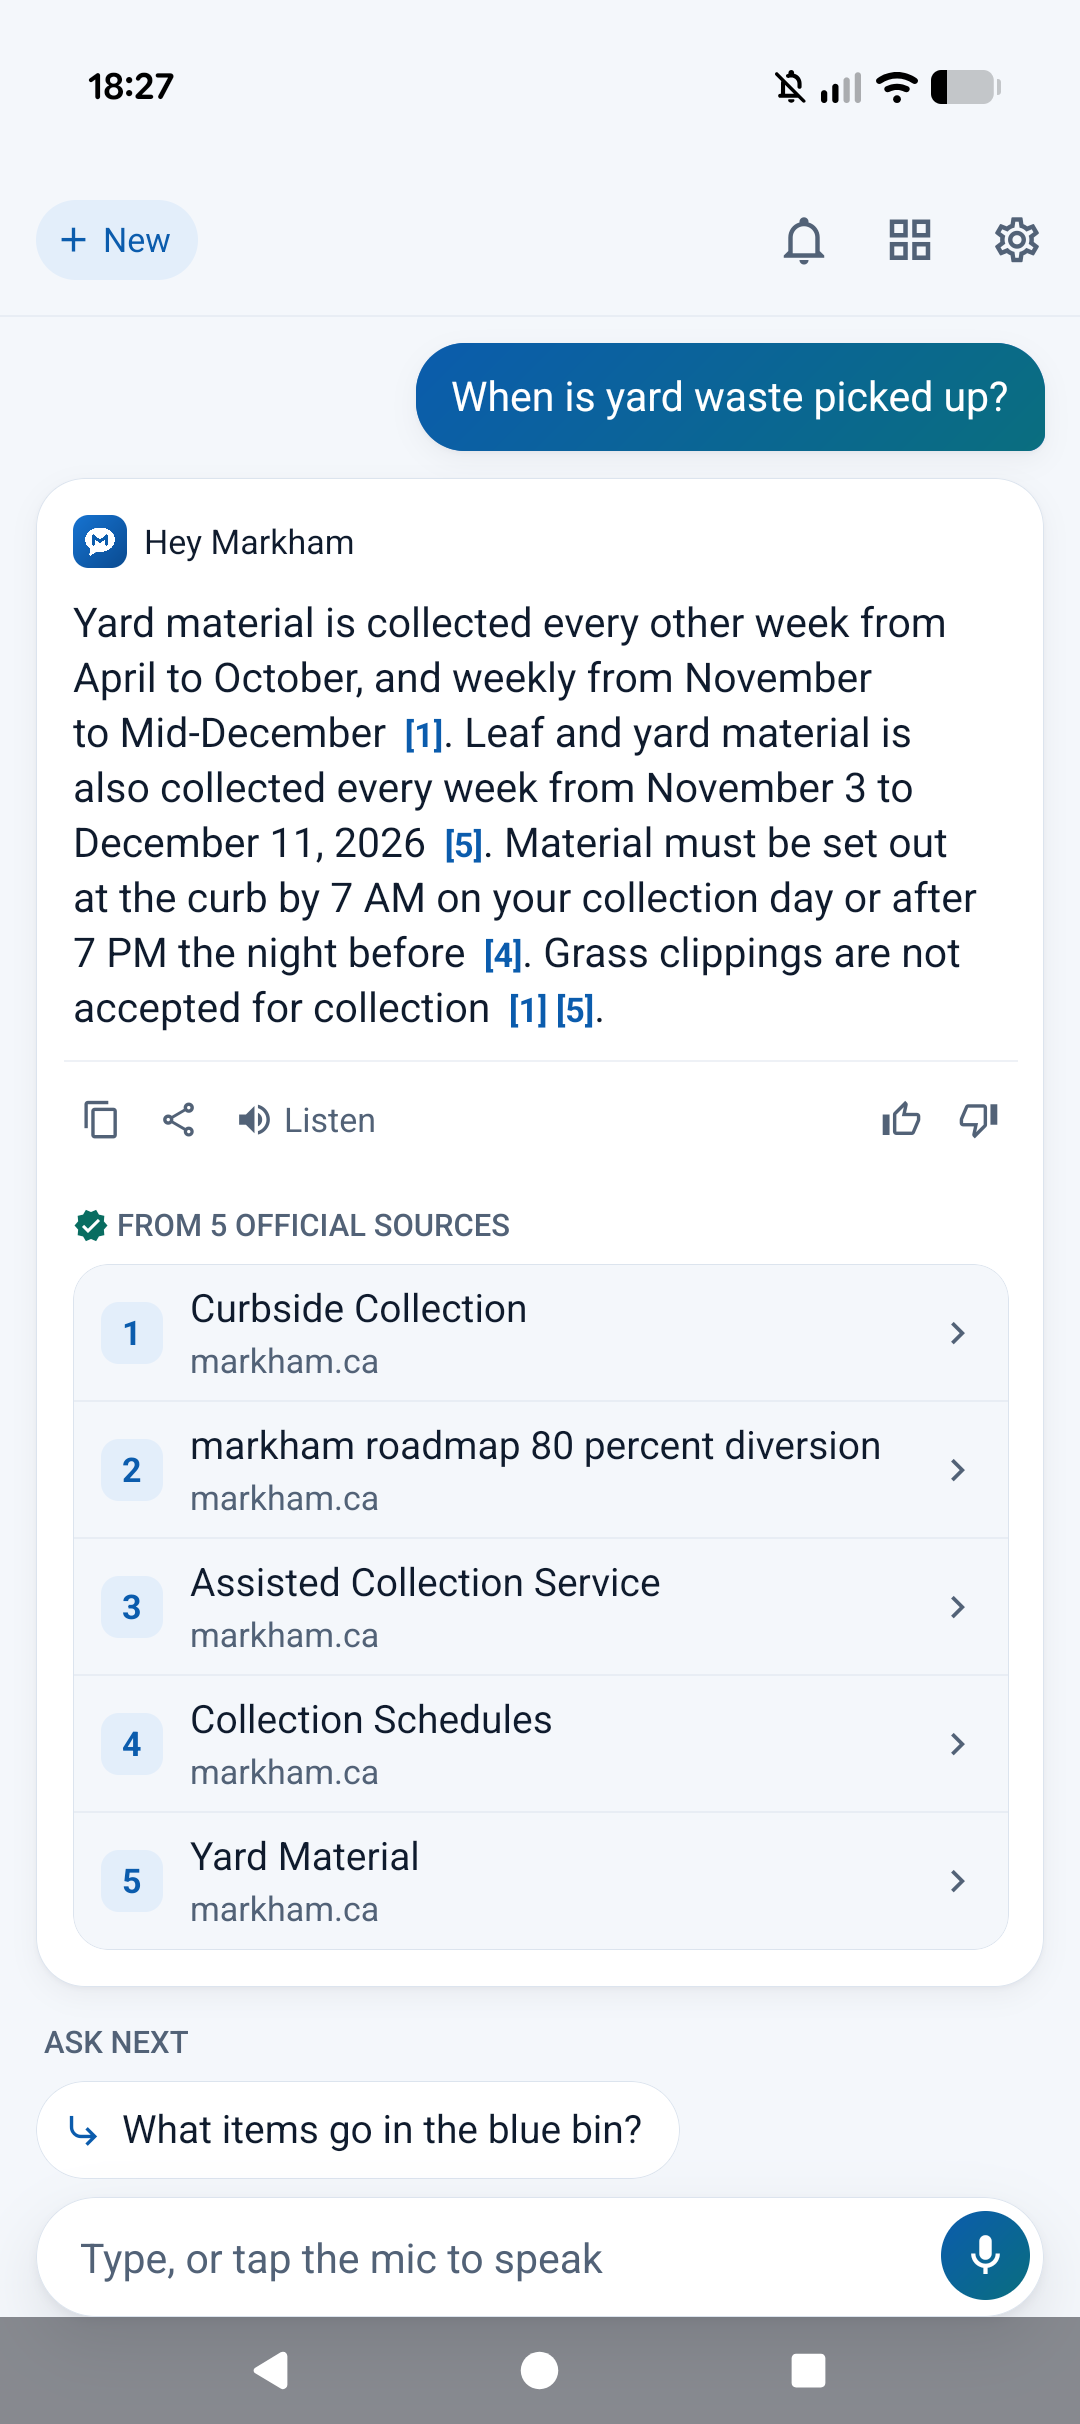 18:27
New
When is yard waste picked up?
Hey Markham
Yard material is collected every other week from
April to October, and weekly from November
to Mid-December [1]. Leaf and yard material is
also collected every week from November 3 to
December 11, 2026 [5]. Material must be set out
at the curb by 7 AM on your collection day or after
7 PM the night before [4]. Grass clippings are not
accepted for collection [1] [5].
Listen
FROM 5 OFFICIAL SOURCES
1
Curbside Collection
markham.ca
2
markham roadmap 80 percent diversion
markham.ca
3
Assisted Collection Service
markham.ca
4
Collection Schedules
markham.ca
5
Yard Material
markham.ca
ASK NEXT
What items go in the blue bin?
Type, or tap the mic to speak